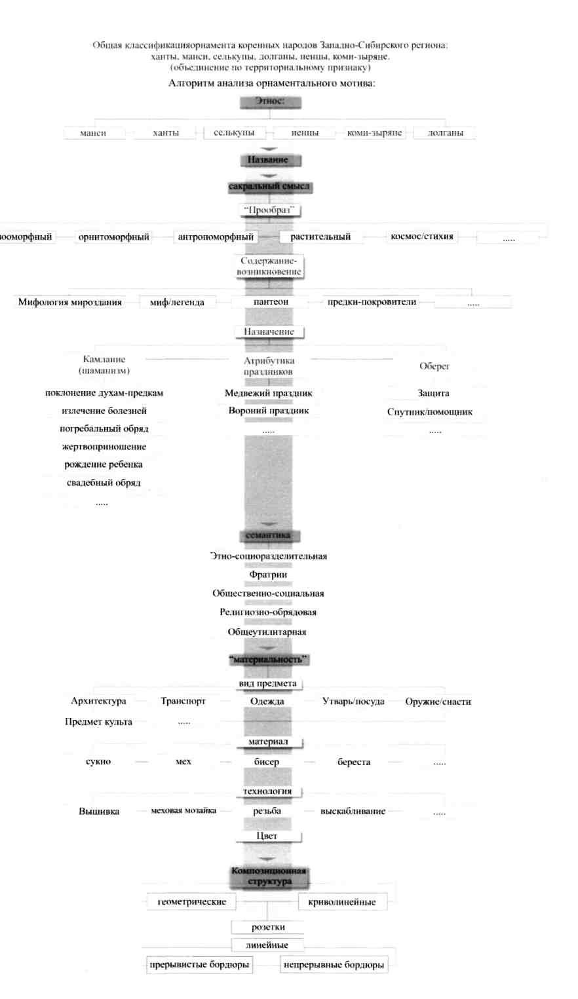 Общая классификацияорнамента коренных народов Западно-Сибирского региона:
ханты, манси, селькупы, долганы, ненцы, коми-зыряне.
(объединение по территориальному признаку)
Алгоритм анализа орнаментального мотива:
Этнос:
манси ханты селькупы ненцы коми-зыряне долганы
Название
сакральный смысл
“Прообраз”
зооморфный орнитоморфный антропоморфный растительный космос/стихия .....
Содержание-
возникновение
Мифология мироздания миф/легенда пантеон предки-покровители .....
Назначение
Камлание
(шаманизм)
Атрибутика
праздников
Оберег
поклонение духам-предкам Медвежий праздник Защита
излечение болезней Вороний праздник Спутник/помощник
погребальный обряд ..... .....
жертвоприношение
рождение ребенка
свадебный обряд
.....
семантика
Этно-социоразделительная
Фратрии
Общественно-социальная
Религиозно-обрядовая
Общеутилитарная
“материальность”
вид предмета
Архитектура Транспорт Одежда Утварь/посуда Оружие/снасти
Предмет культа .....
материал
сукно мех бисер береста .....
технология
Вышивка меховая мозайка резьба выскабливание .....
Цвет
Композиционная
структура
геометрические криволинейные
розетки
линейные
прерывистые бордюры непрерывные бордюры